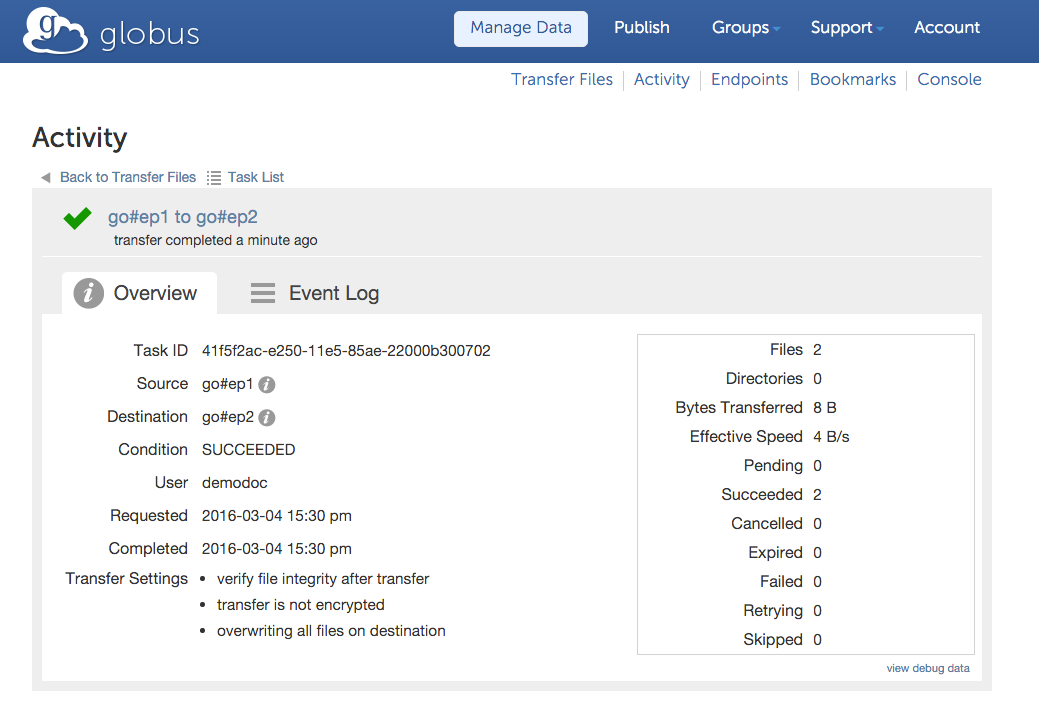 globus
Manage Data Publish Groups Support Account
Transfer Files Activity Endpoints Bookmarks Console
Activity
Back to Transfer Files Task List
go#ep1 to go#ep2
transfer completed a minute ago
Overview Event Log
Task ID 41f5f2ac-e250-11e5-85ae-22000b300702
Source go#ep1
Destination go#ep2
Condition SUCCEEDED
User demodoc
Requested 2016-03-04 15:30 pm
Completed 2016-03-04 15:30 pm
Transfer Settings • verify file integrity after transfer
• transfer is not encrypted
• overwriting all files on destination
Files 2
Directories 0
Bytes Transferred 8 B
Effective Speed 4 B/s
Pending 0
Succeeded 2
Cancelled 0
Expired 0
Failed 0
Retrying 0
Skipped 0
view debug data